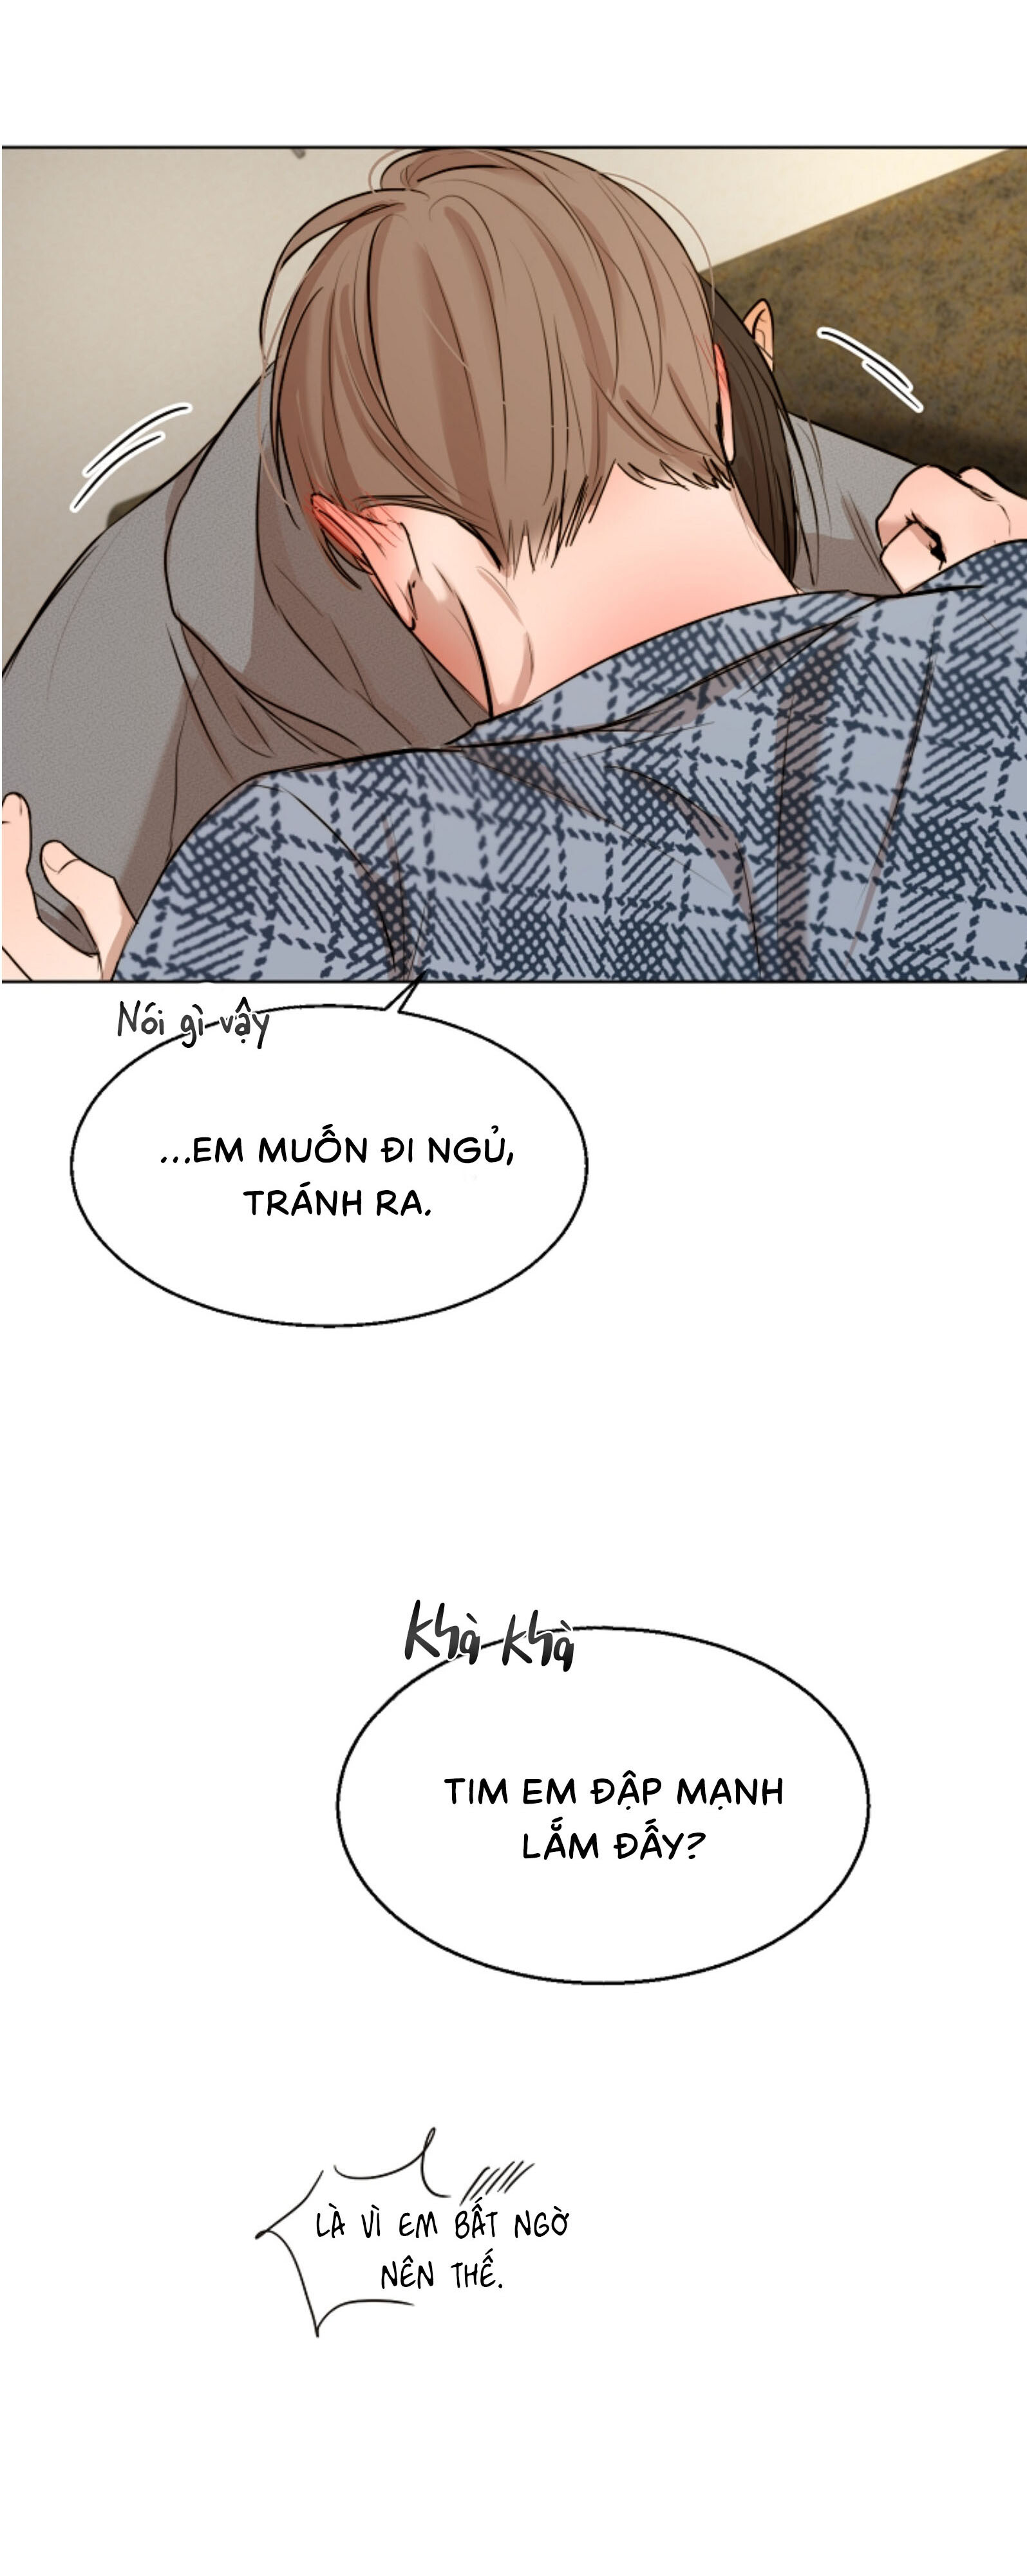 Nói gì vậy
...EM MUỐN ĐI NGỦ,
TRÁNH RA.
Khà khà
TIM EM ĐẬP MẠNH
LẮM ĐẤY?
LÀ VÌ EM BẤT NGỜ
NÊN THẾ.